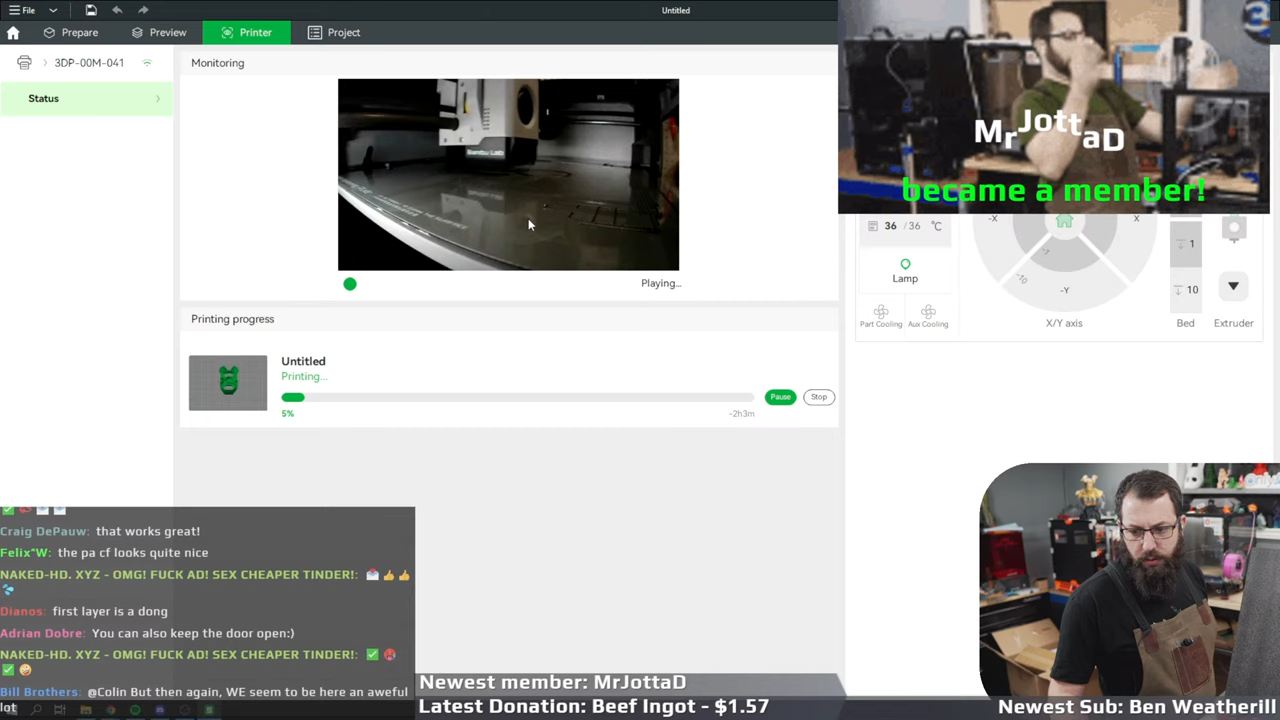 File
Untitled
Prepare
Preview
Printer
Project
3DP-00M-041
Status
Monitoring
Bambu Lab
Playing...
Printing progress
Untitled
Printing...
5%
-2h3m
Pause
Stop
MrJottaD
became a member!
36 /36 °C
Lamp
Part Cooling
Aux Cooling
-X
X
-10
-Y
X/Y axis
1
10
Bed
Extruder
Craig DePauw: that works great!
Felix^W: the pa cf looks quite nice
NAKED-HD. XYZ - OMG! FUCK AD! SEX CHEAPER TINDER!:
Dianos: first layer is a dong
Adrian Dobre: You can also keep the door open:)
NAKED-HD. XYZ - OMG! FUCK AD! SEX CHEAPER TINDER!:
Bill Brothers: @Colin But then again, WE seem to be here an aweful
lot
Newest member: MrJottaD
Latest Donation: Beef Ingot - $1.57
Newest Sub: Ben Weatherill